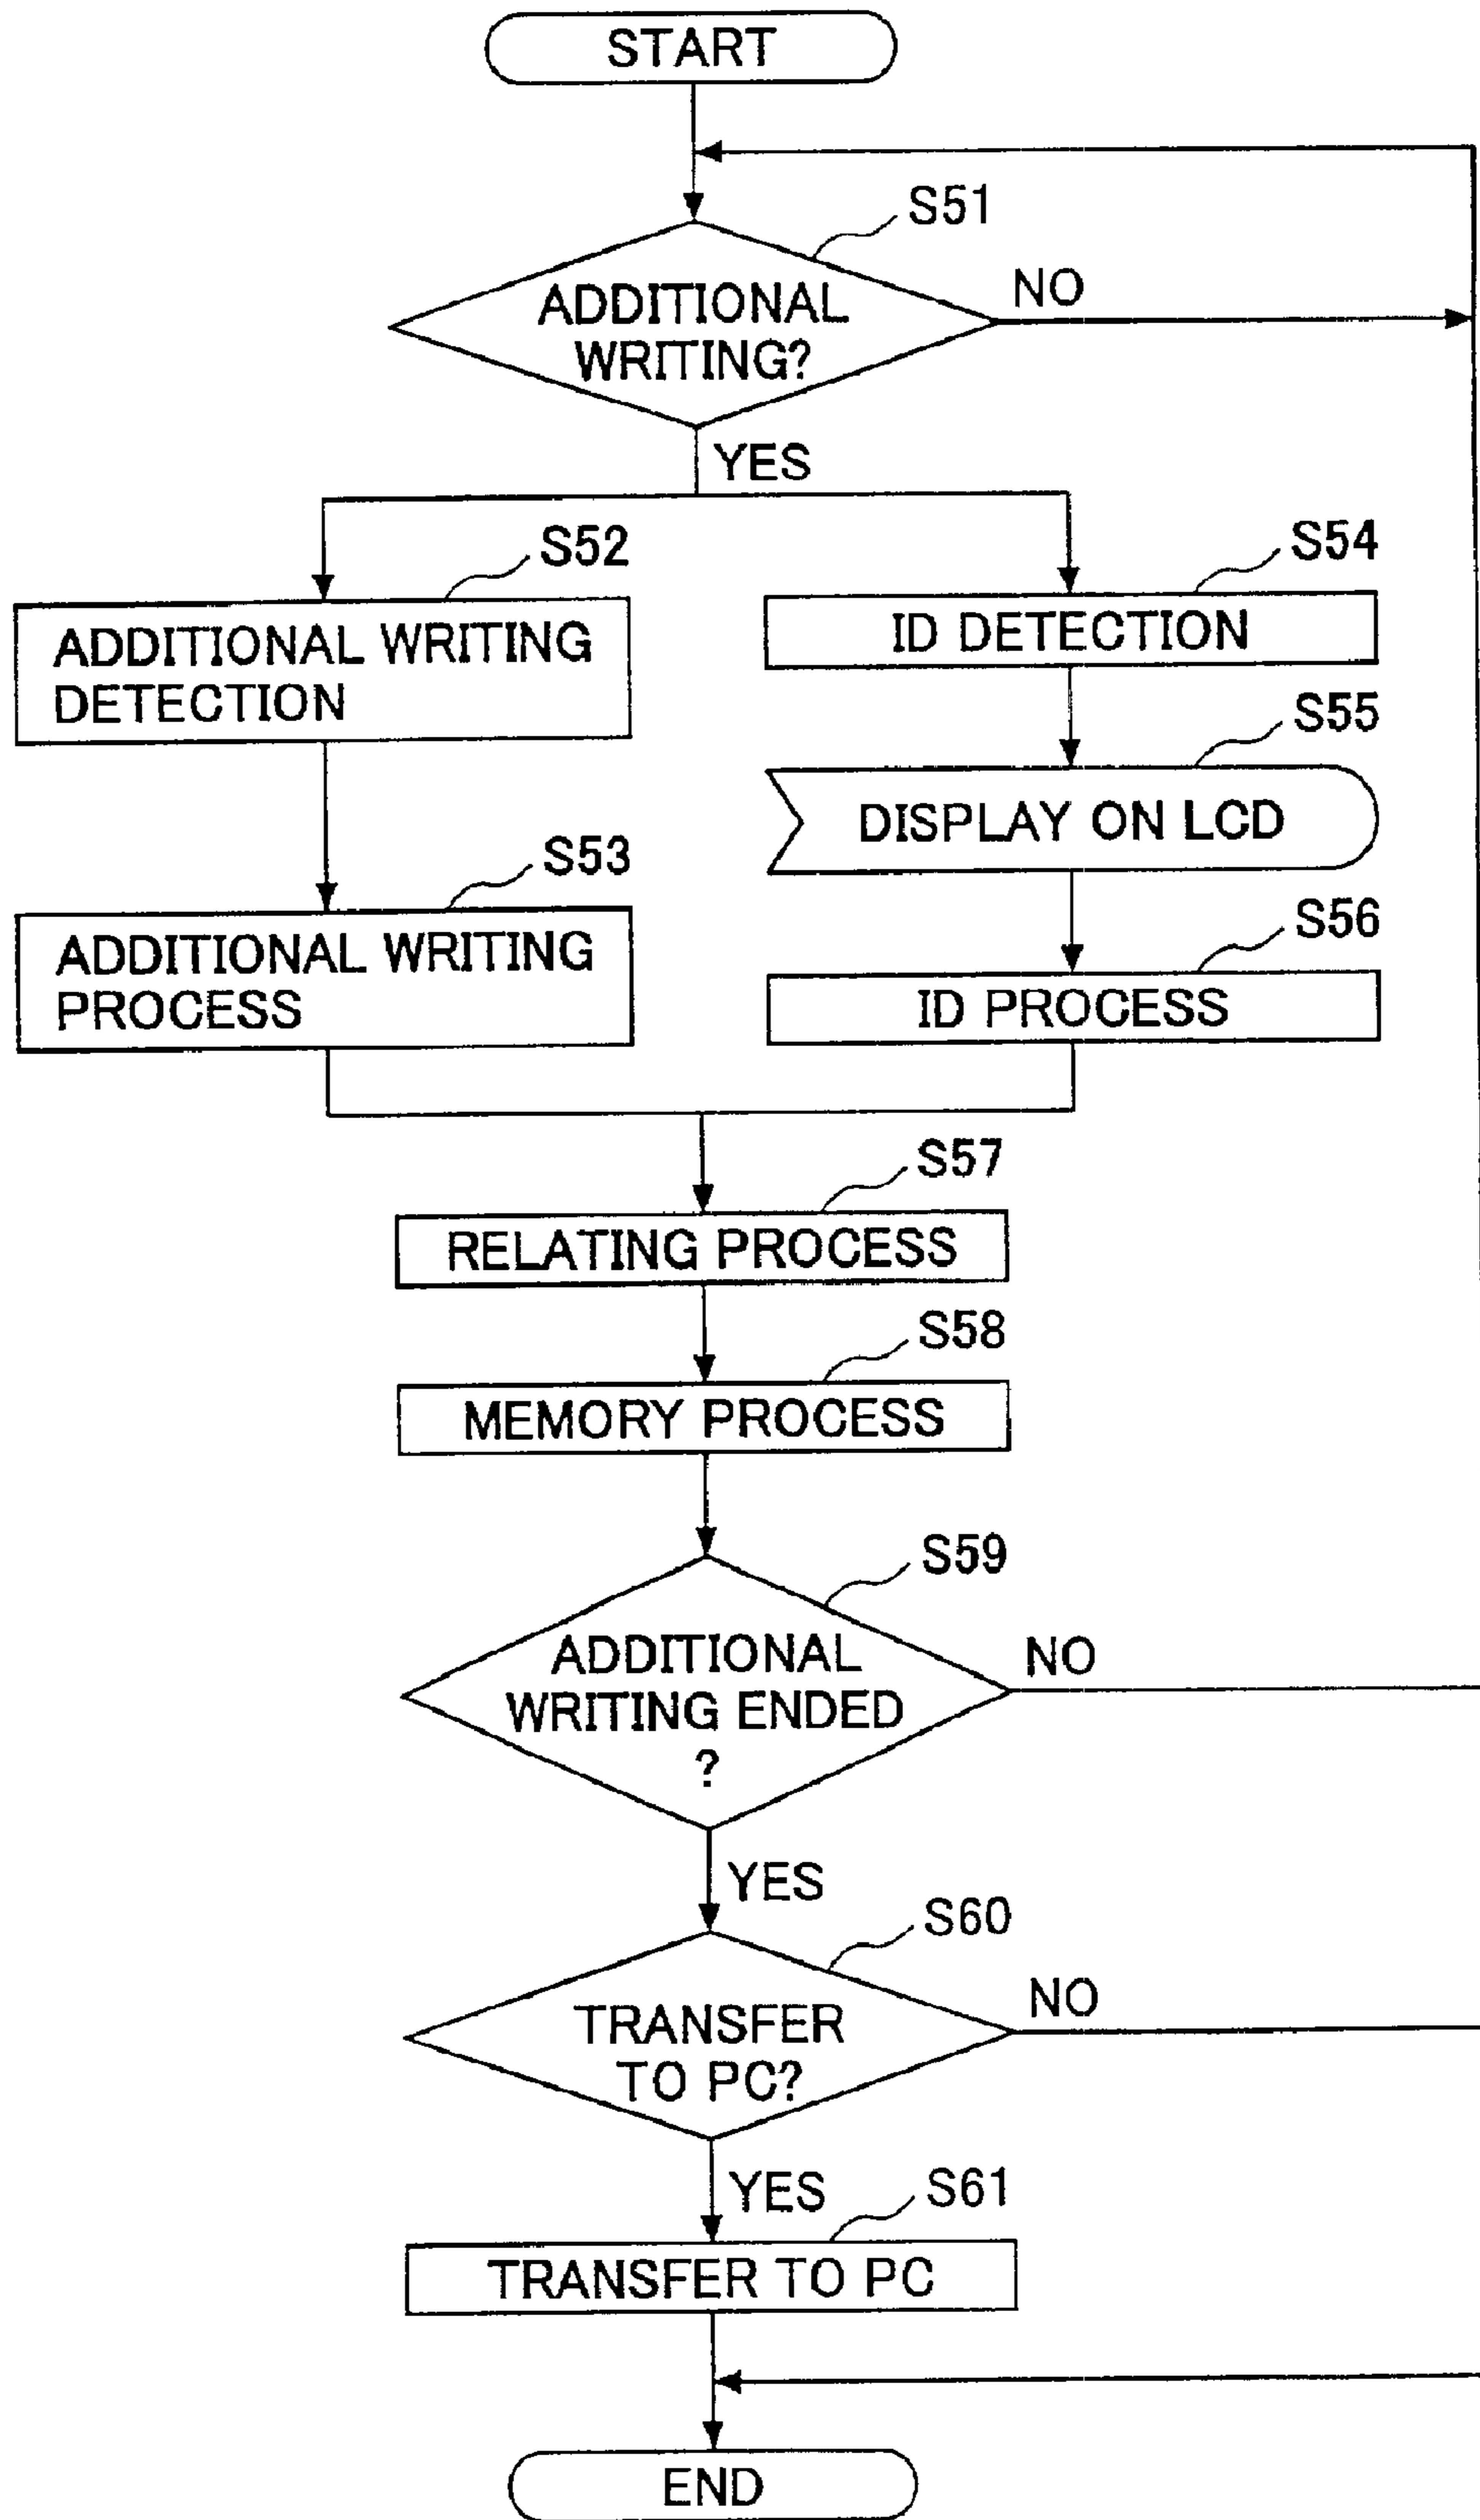 START
S51
ADDITIONAL
WRITING?
NO
YES
S52
ADDITIONAL WRITING
DETECTION
S54
ID DETECTION
S55
DISPLAY ON LCD
S53
ADDITIONAL WRITING
PROCESS
S56
ID PROCESS
S57
RELATING PROCESS
S58
MEMORY PROCESS
S59
ADDITIONAL
WRITING ENDED
?
NO
YES
S60
TRANSFER
TO PC?
NO
YES
S61
TRANSFER TO PC
END